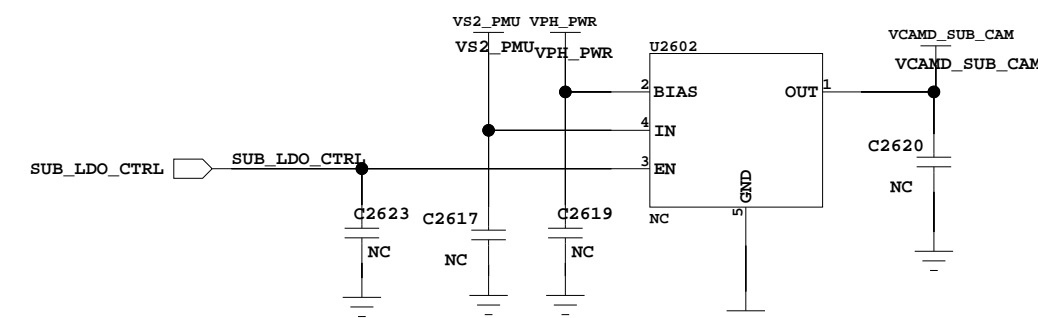 VS2_PMU VPH_PWR
VS2_PMU VPH_PWR
VCAMD_SUB_CAM
VCAMD_SUB_CAM
U2602
2 BIAS
OUT 1
4 IN
SUB_LDO_CTRL
SUB_LDO_CTRL
3 EN
GND
5
NC
C2620
NC
C2623
NC
C2617
NC
C2619
NC